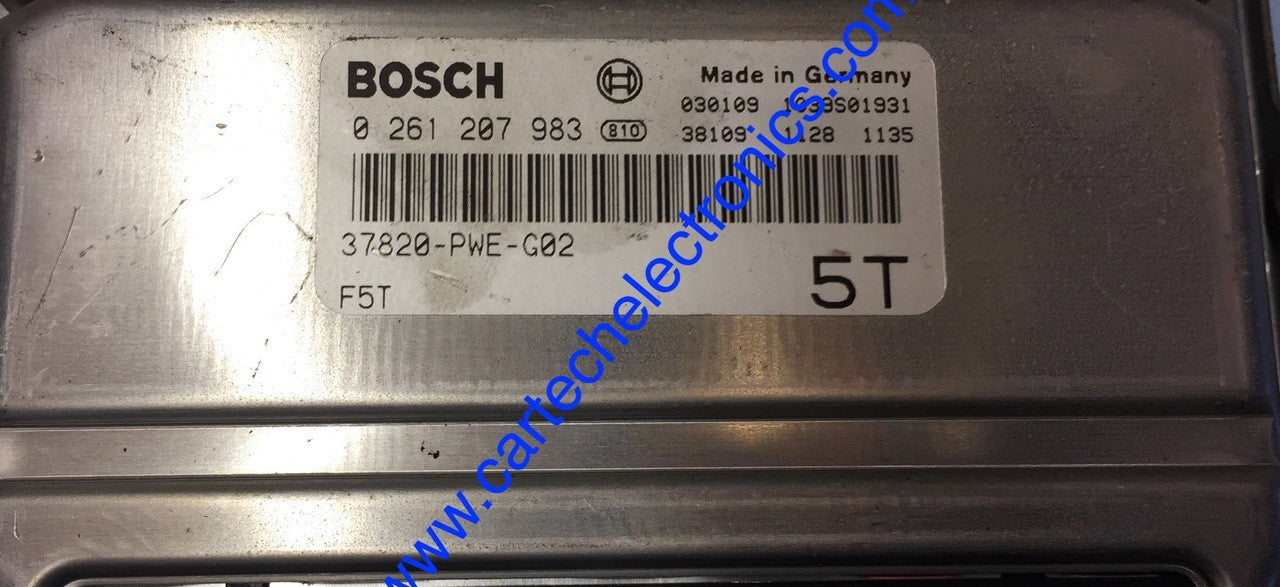 BOSCH
Made in Germany
030109 1039S01931
0 261 207 983 810
38109 1128 1135
37820-PWE-G02
F5T
5T
www.cartechelectronics.com